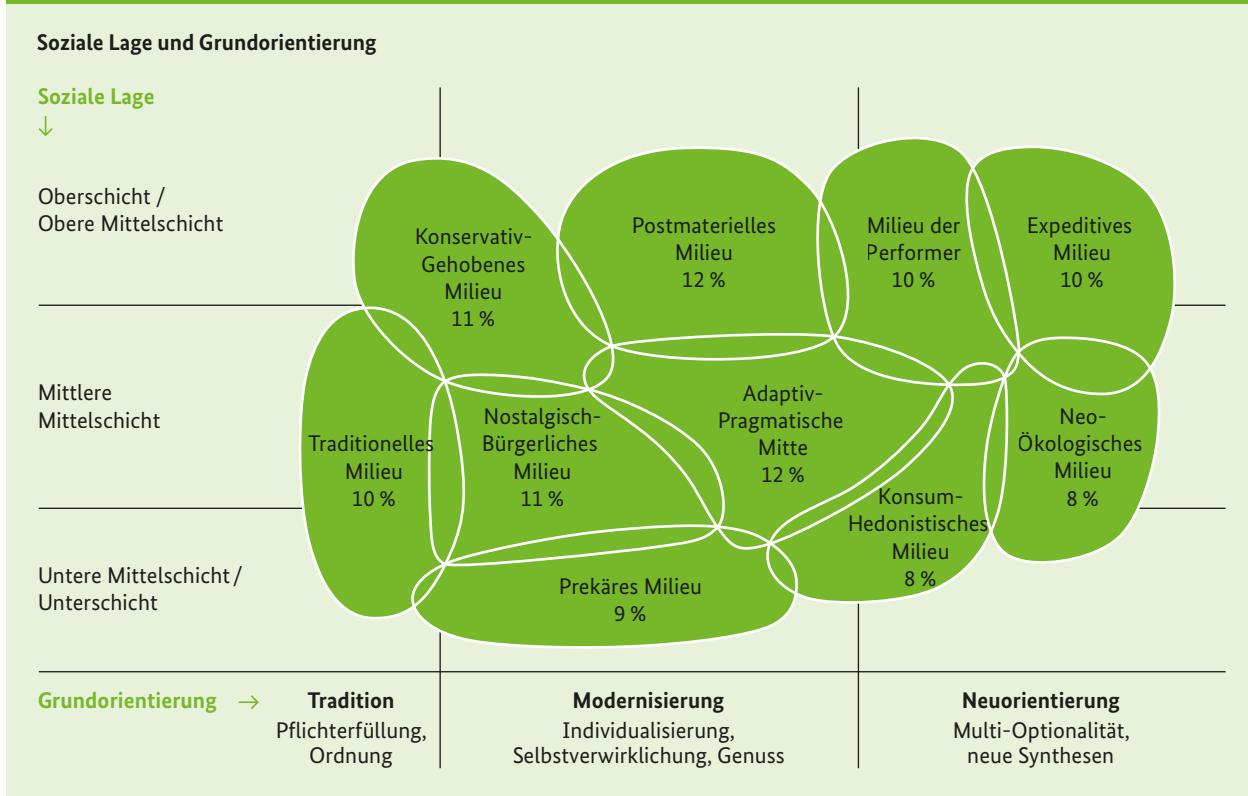 Soziale Lage und Grundorientierung
Soziale Lage
↓
Oberschicht /
Obere Mittelschicht
Konservativ-
Gehobenes
Milieu
11 %
Postmaterielles
Milieu
12 %
Milieu der
Performer
10 %
Expeditives
Milieu
10 %
Mittlere
Mittelschicht
Traditionelles
Milieu
10 %
Nostalgisch-
Bürgerliches
Milieu
11 %
Adaptiv-
Pragmatische
Mitte
12 %
Konsum-
Hedonistisches
Milieu
8 %
Neo-
Ökologisches
Milieu
8 %
Untere Mittelschicht /
Unterschicht
Prekäres Milieu
9 %
Grundorientierung →
Tradition
Pflichterfüllung,
Ordnung
Modernisierung
Individualisierung,
Selbstverwirklichung, Genuss
Neuorientierung
Multi-Optionalität,
neue Synthesen